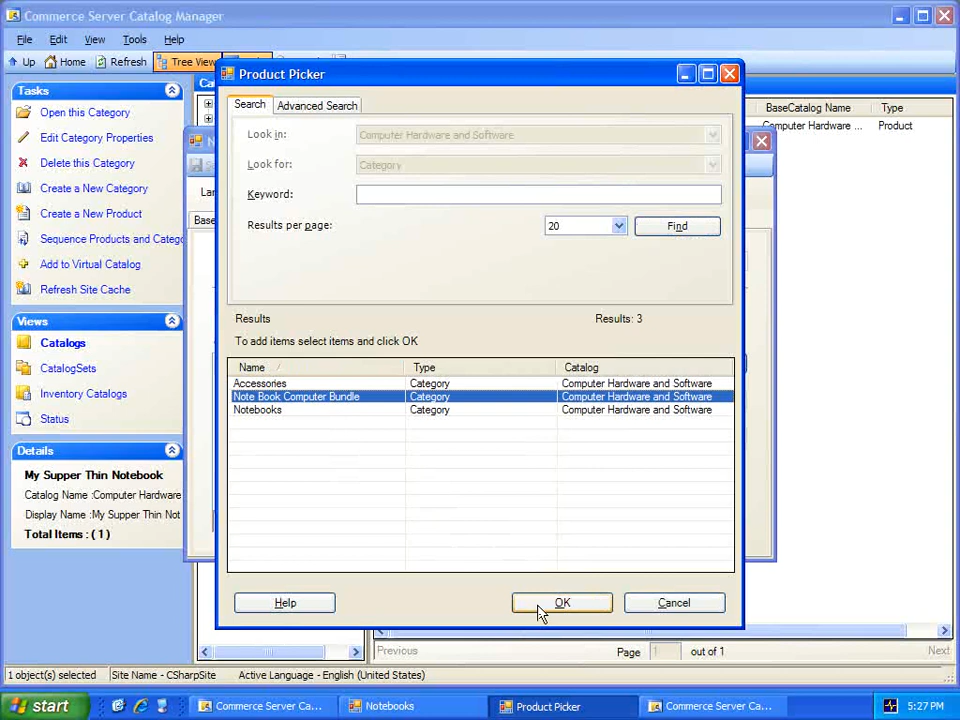 Commerce Server Catalog Manager
File Edit View Tools Help
Up Home Refresh Tree View
Tasks
Open this Category
Edit Category Properties
Delete this Category
Create a New Category
Create a New Product
Sequence Products and Catego
Add to Virtual Catalog
Refresh Site Cache
Views
Catalogs
CatalogSets
Inventory Catalogs
Status
Details
My Supper Thin Notebook
Catalog Name :Computer Hardware
Display Name :My Supper Thin Not
Total Items : ( 1 )
Ca
N
Lar
Base
Product Picker
Search Advanced Search
Look in: Computer Hardware and Software
Look for: Category
Keyword:
Results per page: 20 Find
Results Results: 3
To add items select items and click OK
Name Type Catalog
Accessories Category Computer Hardware and Software
Note Book Computer Bundle Category Computer Hardware and Software
Notebooks Category Computer Hardware and Software
Help OK Cancel
BaseCatalog Name Type
Computer Hardware ... Product
Previous Page 1 out of 1 Next
1 object(s) selected Site Name - CSharpSite Active Language - English (United States)
start Commerce Server Ca... Notebooks Product Picker Commerce Server Ca... 5:27 PM